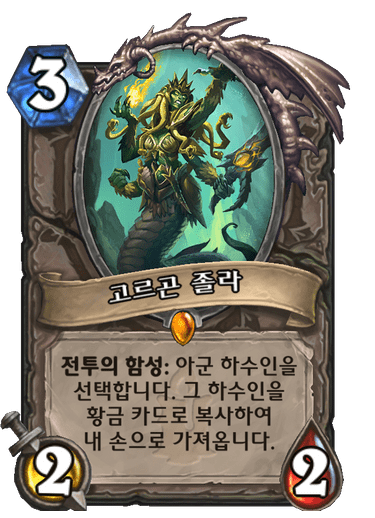 3
고르곤 졸라
전투의 함성: 아군 하수인을
선택합니다. 그 하수인을
황금 카드로 복사하여
내 손으로 가져옵니다.
2
2